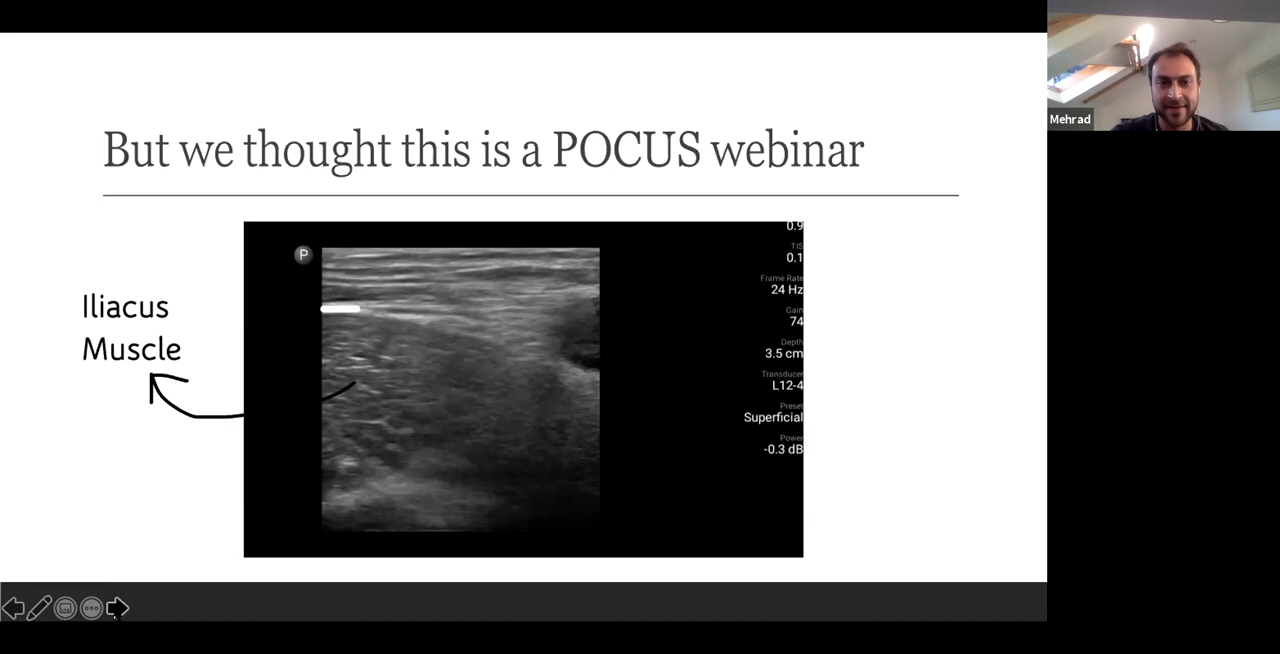 But we thought this is a POCUS webinar
Mehrad
Iliacus
Muscle
P
0.9
TIS
0.1
Frame Rate
24 Hz
Gain
74
Depth
3.5 cm
Transducer
L12-4
Preset
Superficial
Power
-0.3 dB